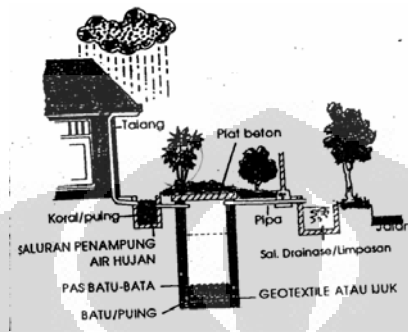 Talang
Plat beton
Koral/puing
Pipa
Jalan
SALURAN PENAMPUNG
AIR HUJAN
Sal. Drainase/Limpasan
PAS BATU-BATA
GEOTEXTILE ATAU IJUK
BATU/PUING